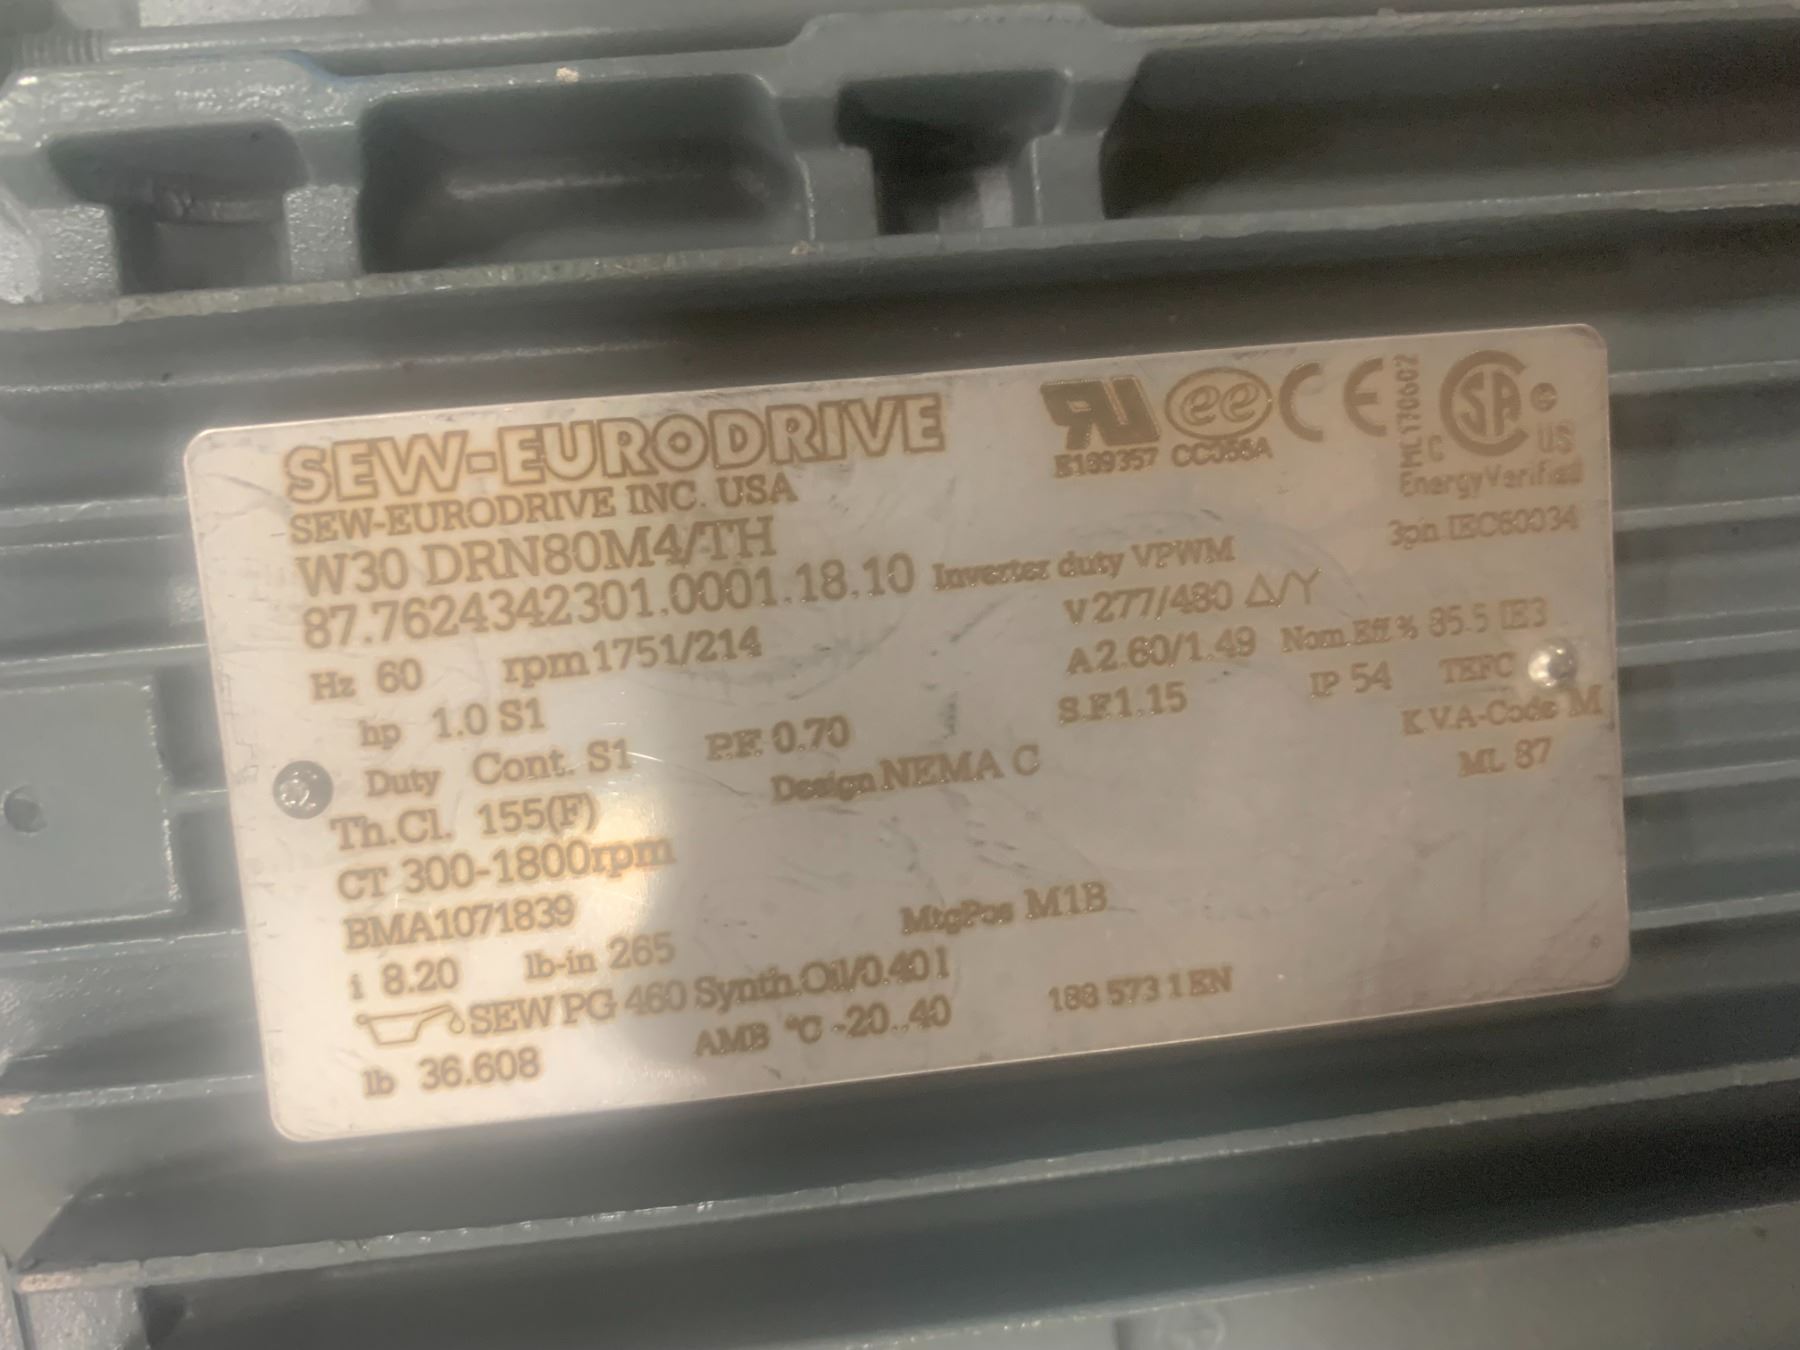 SEW-EURODRIVE
E189357 CC056A
EML170602
C US
EnergyVerified
SEW-EURODRIVE INC. USA
W30 DRN80M4/TH
3pn IEC60034
87.7624342301.0001.18.10 Inverter duty VPWM
Hz 60 rpm 1751/214 V 277/480 Δ/Y
hp 1.0 S1 A 2.60/1.49 Nom.Eff.% 85.5 IE3
Duty Cont. S1 P.F. 0.70 S.F. 1.15 IP 54 TEFC
Th.Cl. 155(F) Design NEMA C K.V.A-Code M
CT 300-1800rpm ML 87
BMA1071839
i 8.20 lb-in 265 MtgPos M1B
SEW PG 460 Synth.Oil/0.40 l
lb 36.608 AMB °C -20..40 188 573 1 EN